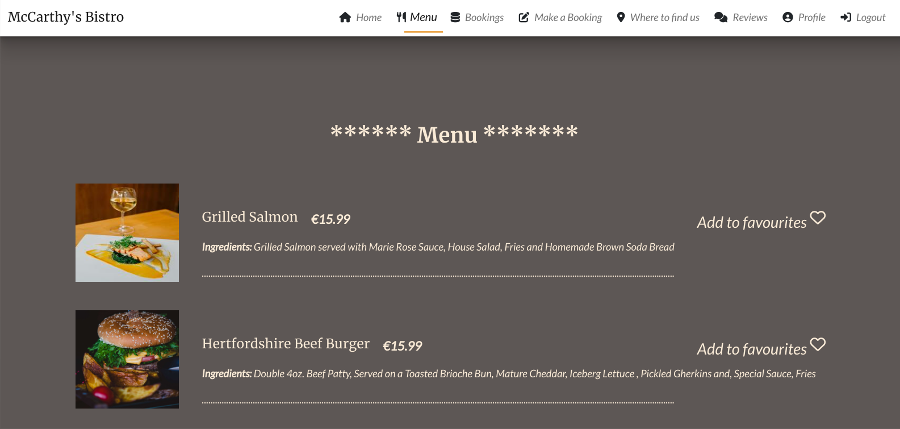 McCarthy's Bistro Home Menu Bookings Make a Booking Where to find us Reviews Profile Logout
****** Menu *******
Grilled Salmon €15.99 Add to favourites
Ingredients: Grilled Salmon served with Marie Rose Sauce, House Salad, Fries and Homemade Brown Soda Bread
Hertfordshire Beef Burger €15.99 Add to favourites
Ingredients: Double 4oz. Beef Patty, Served on a Toasted Brioche Bun, Mature Cheddar, Iceberg Lettuce , Pickled Gherkins and, Special Sauce, Fries